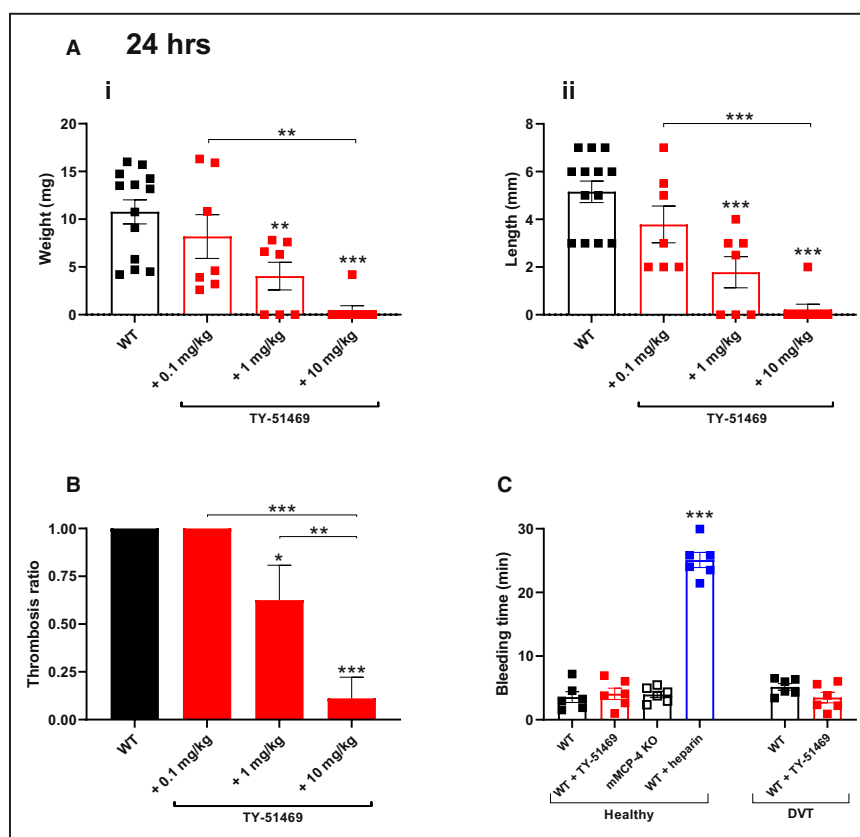 A 24 hrs
i
ii
Weight (mg)
20
15
10
5
0
**
**
***
WT
+ 0.1 mg/kg
+ 1 mg/kg
+ 10 mg/kg
TY-51469
Length (mm)
8
6
4
2
0
***
***
***
WT
+ 0.1 mg/kg
+ 1 mg/kg
+ 10 mg/kg
TY-51469
B
Thrombosis ratio
1.00
0.75
0.50
0.25
0.00
***
**
*
***
WT
+ 0.1 mg/kg
+ 1 mg/kg
+ 10 mg/kg
TY-51469
C
Bleeding time (min)
30
20
10
0
***
WT
WT + TY-51469
mMCP-4 KO
WT + heparin
WT
WT + TY-51469
Healthy
DVT